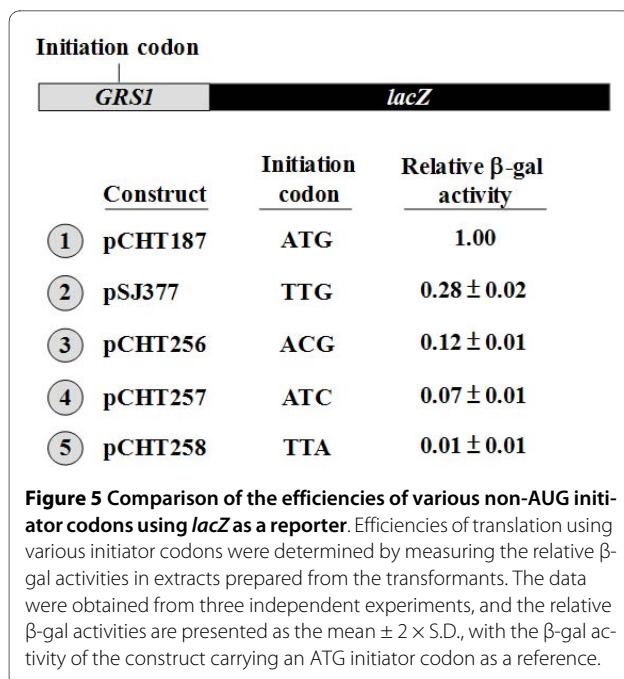 Initiation codon
GRS1 lacZ
Initiation Relative β-gal
Construct codon activity
1 pCHT187 ATG 1.00
2 pSJ377 TTG 0.28 ± 0.02
3 pCHT256 ACG 0.12 ± 0.01
4 pCHT257 ATC 0.07 ± 0.01
5 pCHT258 TTA 0.01 ± 0.01
Figure 5 Comparison of the efficiencies of various non-AUG initi-
ator codons using lacZ as a reporter. Efficiencies of translation using
various initiator codons were determined by measuring the relative β-
gal activities in extracts prepared from the transformants. The data
were obtained from three independent experiments, and the relative
β-gal activities are presented as the mean ± 2 × S.D., with the β-gal ac-
tivity of the construct carrying an ATG initiator codon as a reference.